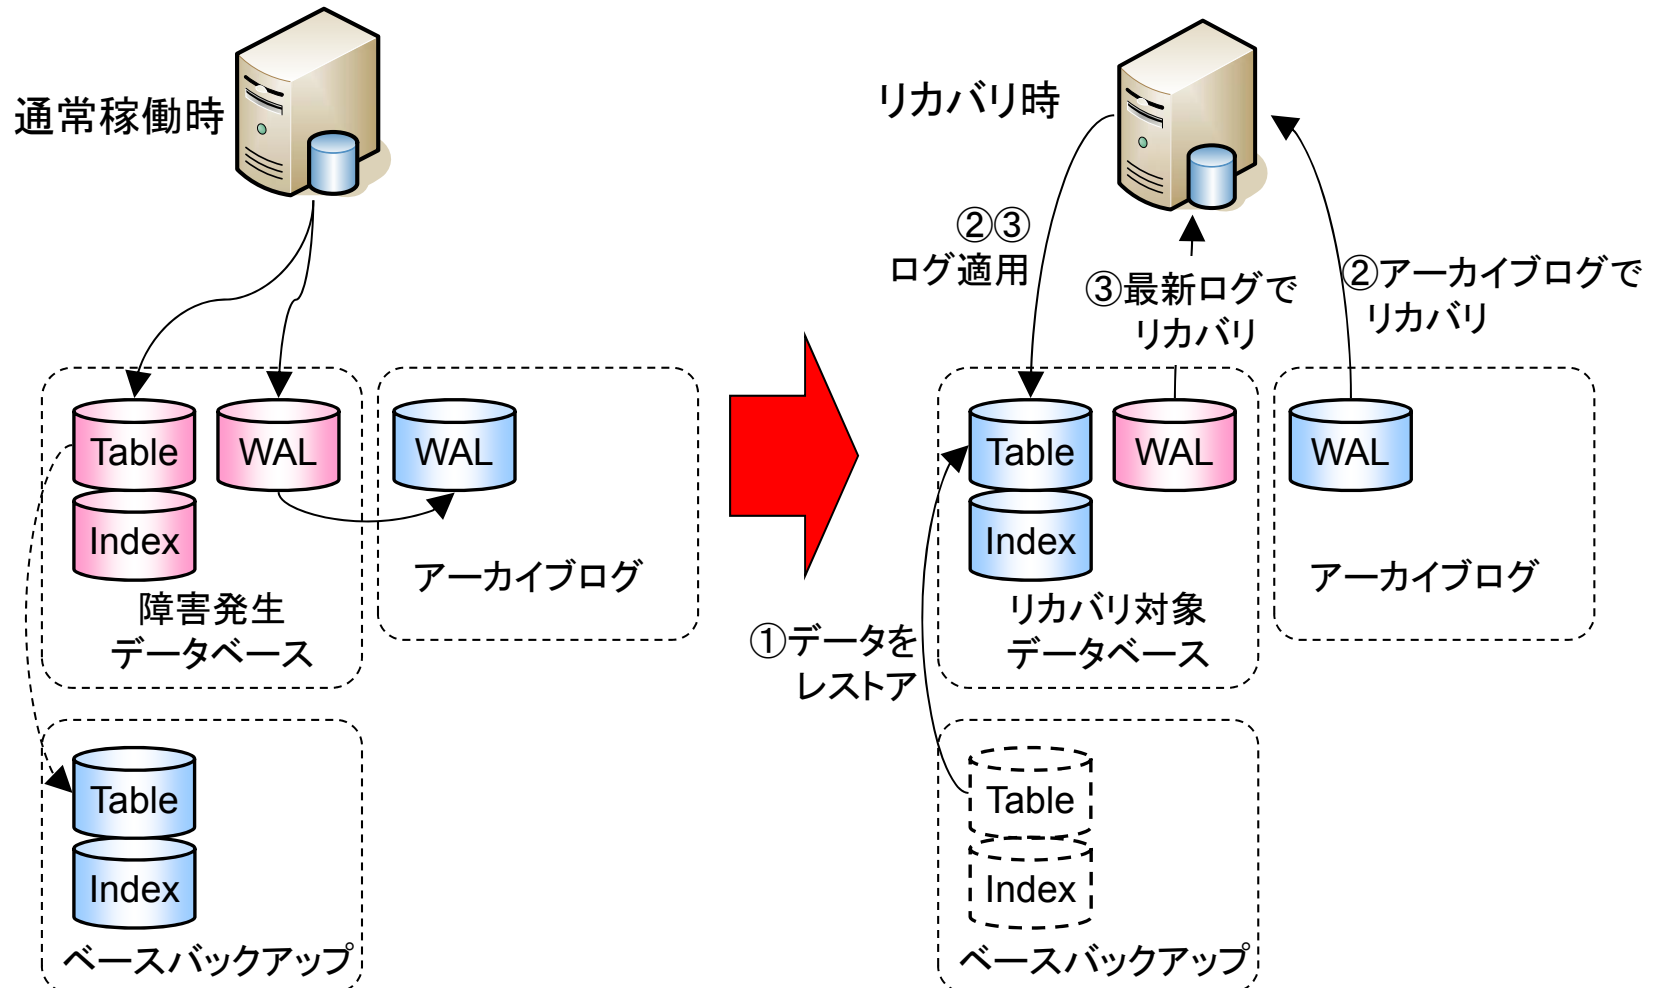 通常稼働時
Table
WAL
WAL
Index
アーカイブログ
障害発生
データベース
Table
Index
ベースバックアップ
リカバリ時
②③
ログ適用
③最新ログで
リカバリ
②アーカイブログで
リカバリ
Table
WAL
WAL
Index
アーカイブログ
リカバリ対象
データベース
①データを
レストア
Table
Index
ベースバックアップ